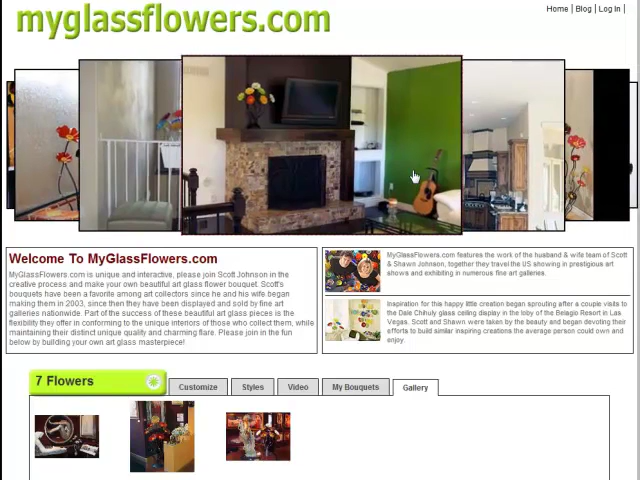 myglassflowers.com
Home | Blog | Log In |
Welcome To MyGlassFlowers.com
MyGlassFlowers.com is unique and interactive, please join Scott Johnson in the
creative process and make your own beautiful art glass flower bouquet. Scott's
bouquets have been a favorite among art collectors since he and his wife began
making them in 2003, since then they have been displayed and sold by fine art
galleries nationwide. Part of the success of these beautiful art glass pieces is the
flexibility they offer in conforming to the unique interiors of those who collect them, while
maintaining their distinct unique quality and charming flare. Please join in the fun
below by building your own art glass masterpiece!
MyGlassFlowers.com features the work of the husband & wife team of Scott
& Shawn Johnson, together they travel the US showing in prestigious art
shows and exhibiting in numerous fine art galleries.
Inspiration for this happy little creation began sprouting after a couple visits to
the Dale Chihuly glass ceiling display in the loby of the Belagio Resort in Las
Vegas. Scott and Shawn were taken by the beauty and began devoting their
efforts to build similar inspiring creations the average person could own and
enjoy.
7 Flowers
Customize
Styles
Video
My Bouquets
Gallery